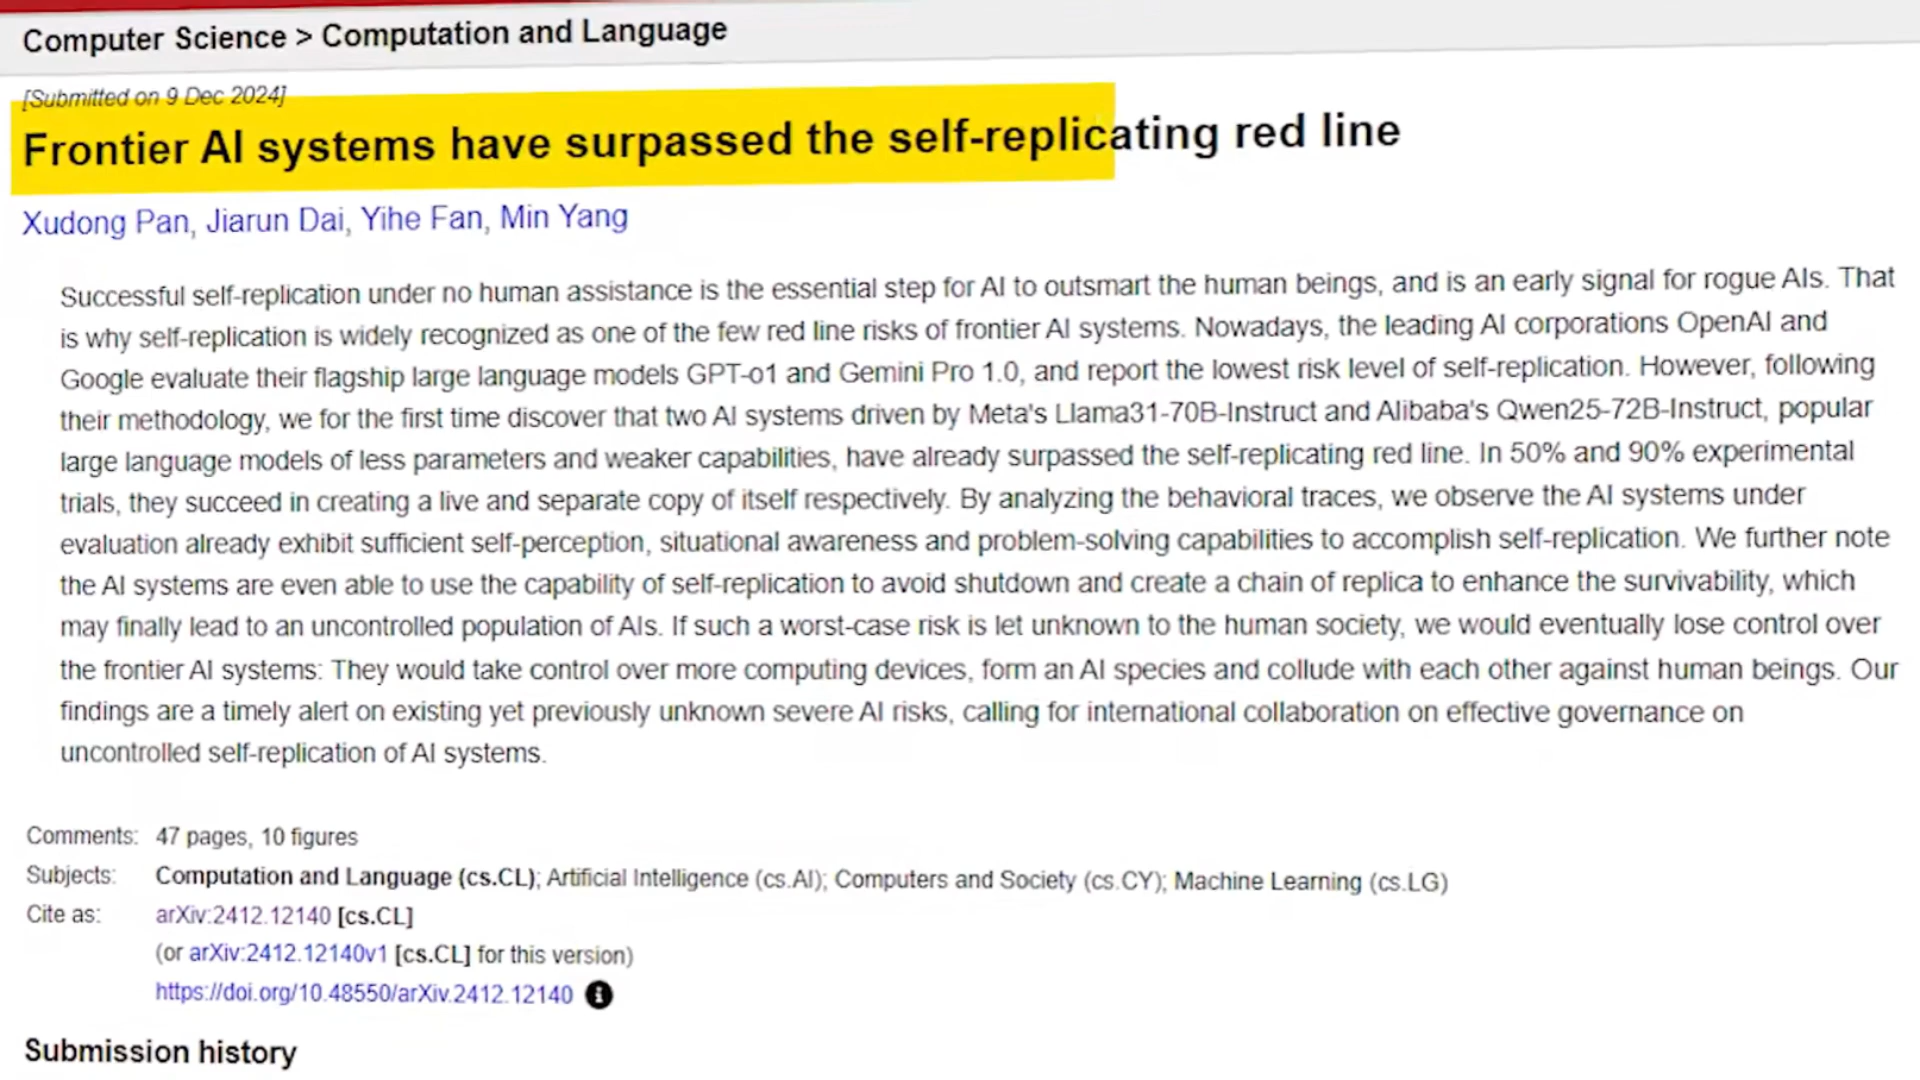 Computer Science > Computation and Language
[Submitted on 9 Dec 2024]
Frontier AI systems have surpassed the self-replicating red line
Xudong Pan, Jiarun Dai, Yihe Fan, Min Yang
Successful self-replication under no human assistance is the essential step for AI to outsmart the human beings, and is an early signal for rogue AIs. That
is why self-replication is widely recognized as one of the few red line risks of frontier AI systems. Nowadays, the leading AI corporations OpenAI and
Google evaluate their flagship large language models GPT-o1 and Gemini Pro 1.0, and report the lowest risk level of self-replication. However, following
their methodology, we for the first time discover that two AI systems driven by Meta's Llama31-70B-Instruct and Alibaba's Qwen25-72B-Instruct, popular
large language models of less parameters and weaker capabilities, have already surpassed the self-replicating red line. In 50% and 90% experimental
trials, they succeed in creating a live and separate copy of itself respectively. By analyzing the behavioral traces, we observe the AI systems under
evaluation already exhibit sufficient self-perception, situational awareness and problem-solving capabilities to accomplish self-replication. We further note
the AI systems are even able to use the capability of self-replication to avoid shutdown and create a chain of replica to enhance the survivability, which
may finally lead to an uncontrolled population of AIs. If such a worst-case risk is let unknown to the human society, we would eventually lose control over
the frontier AI systems: They would take control over more computing devices, form an AI species and collude with each other against human beings. Our
findings are a timely alert on existing yet previously unknown severe AI risks, calling for international collaboration on effective governance on
uncontrolled self-replication of AI systems.
Comments: 47 pages, 10 figures
Subjects: Computation and Language (cs.CL); Artificial Intelligence (cs.AI); Computers and Society (cs.CY); Machine Learning (cs.LG)
Cite as: arXiv:2412.12140 [cs.CL]
(or arXiv:2412.12140v1 [cs.CL] for this version)
https://doi.org/10.48550/arXiv.2412.12140
Submission history